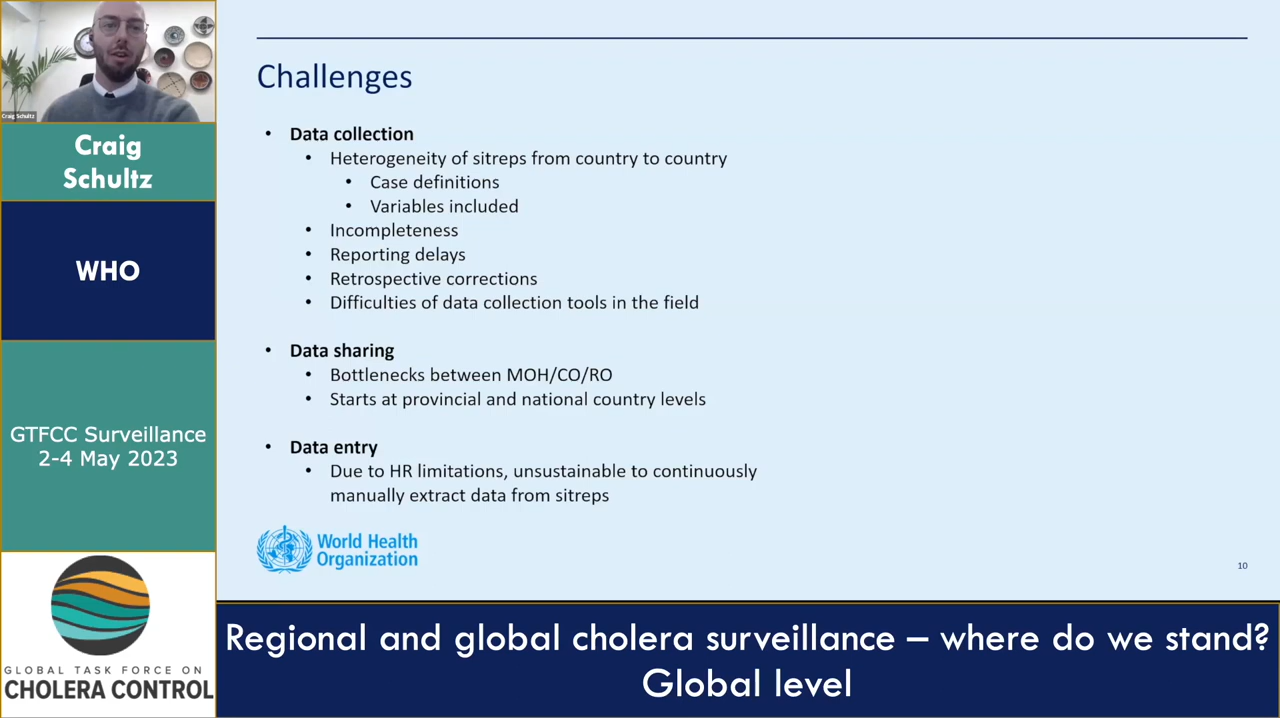 Craig Schultz
Craig
Schultz
WHO
GTFCC Surveillance
2-4 May 2023
GLOBAL TASK FORCE ON
CHOLERA CONTROL
Challenges
• Data collection
• Heterogeneity of sitreps from country to country
• Case definitions
• Variables included
• Incompleteness
• Reporting delays
• Retrospective corrections
• Difficulties of data collection tools in the field
• Data sharing
• Bottlenecks between MOH/CO/RO
• Starts at provincial and national country levels
• Data entry
• Due to HR limitations, unsustainable to continuously
manually extract data from sitreps
World Health
Organization
10
Regional and global cholera surveillance – where do we stand?
Global level